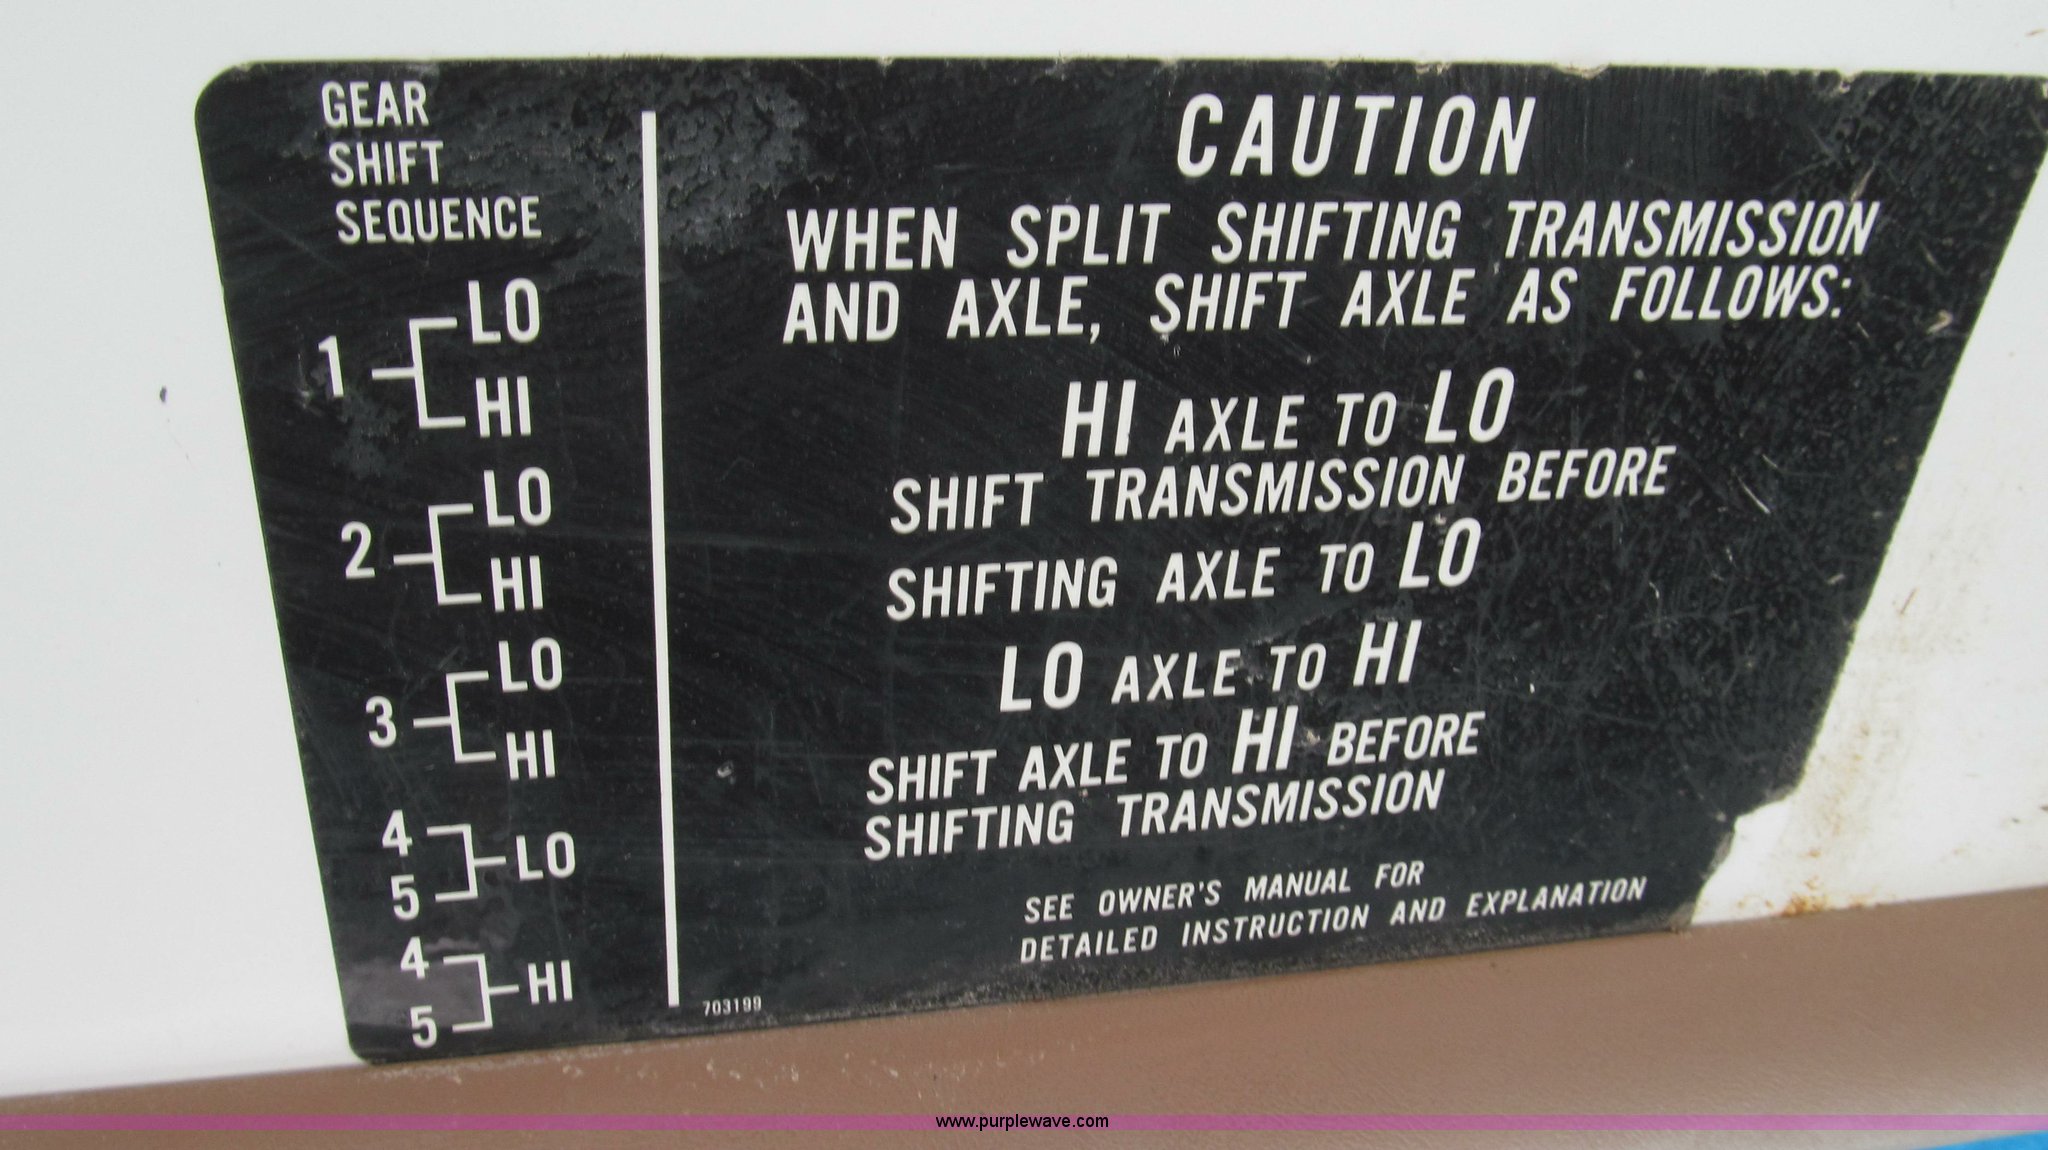 GEAR
SHIFT
SEQUENCE
1
LO
HI
2
LO
HI
3
LO
HI
4
5
LO
4
5
HI
CAUTION
WHEN SPLIT SHIFTING TRANSMISSION
AND AXLE, SHIFT AXLE AS FOLLOWS:
HI AXLE TO LO
SHIFT TRANSMISSION BEFORE
SHIFTING AXLE TO LO
LO AXLE TO HI
SHIFT AXLE TO HI BEFORE
SHIFTING TRANSMISSION
SEE OWNER'S MANUAL FOR
DETAILED INSTRUCTION AND EXPLANATION
703199
www.purplewave.com